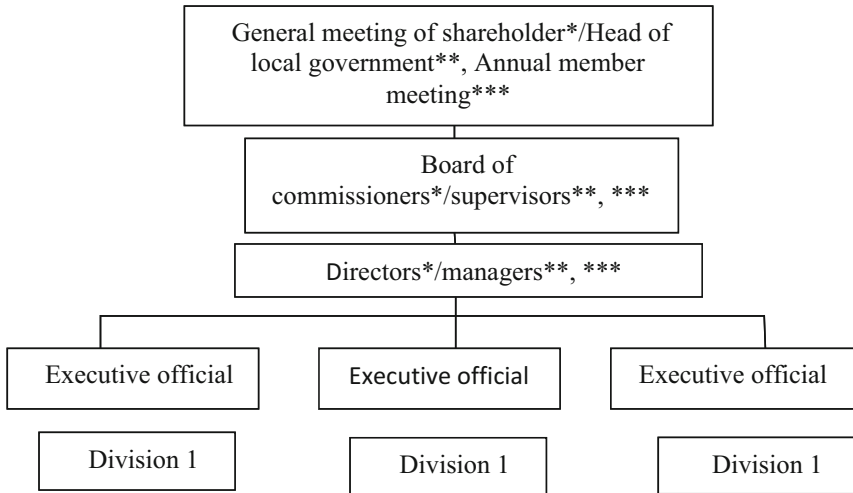 General meeting of shareholder*/Head of
local government**, Annual member
meeting***
Board of
commissioners*/supervisors**, ***
Directors*/managers**, ***
Executive official
Executive official
Executive official
Division 1
Division 1
Division 1